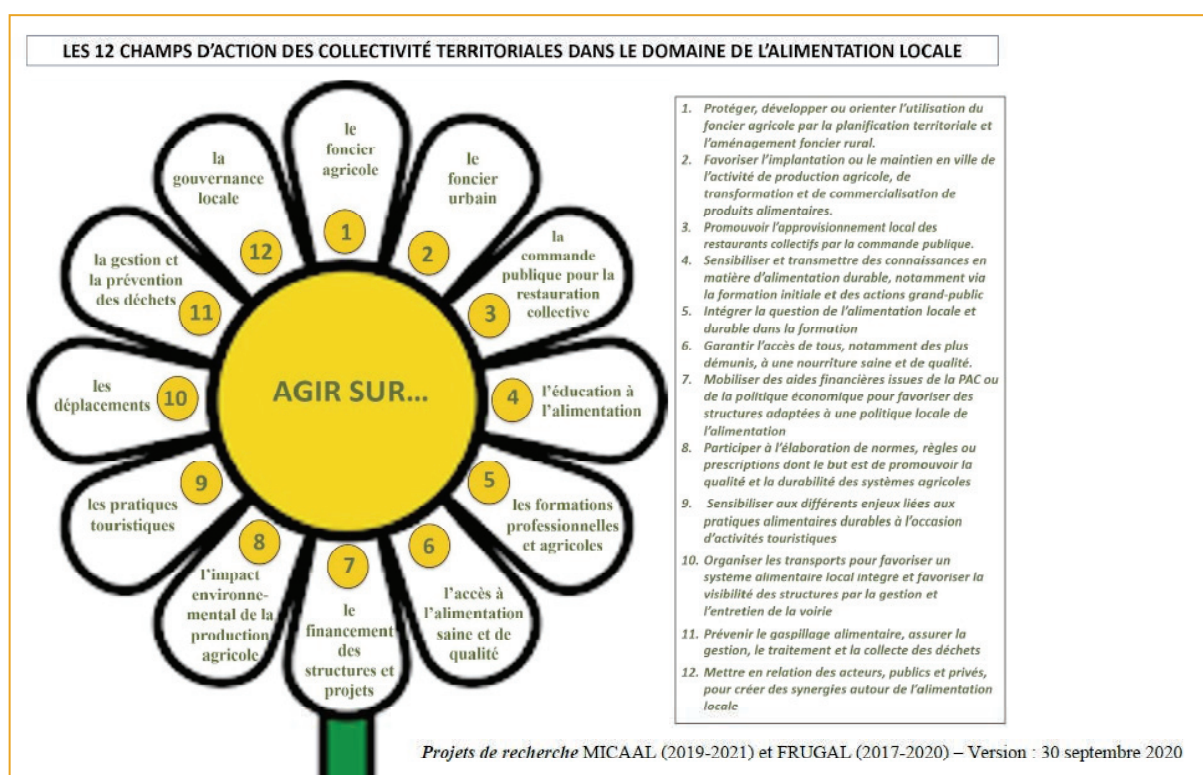 LES 12 CHAMPS D'ACTION DES COLLECTIVITÉ TERRITORIALES DANS LE DOMAINE DE L'ALIMENTATION LOCALE
AGIR SUR...
1
le
foncier
agricole
2
le
foncier
urbain
3
la
commande
publique pour la
restauration
collective
4
l'éducation à
l'alimentation
5
les formations
professionnelles
et agricoles
6
l'accès à
l'alimentation
saine et de
qualité
7
le
financement
des
structures et
projets
8
l'impact
environne-
mental de la
production
agricole
9
les pratiques
touristiques
10
les
déplacements
11
la gestion et
la prévention
des déchets
12
la
gouvernance
locale
1. Protéger, développer ou orienter l'utilisation du
foncier agricole par la planification territoriale et
l'aménagement foncier rural.
2. Favoriser l'implantation ou le maintien en ville de
l'activité de production agricole, de
transformation et de commercialisation de
produits alimentaires.
3. Promouvoir l'approvisionnement local des
restaurants collectifs par la commande publique.
4. Sensibiliser et transmettre des connaissances en
matière d'alimentation durable, notamment via
la formation initiale et des actions grand-public
5. Intégrer la question de l'alimentation locale et
durable dans la formation
6. Garantir l'accès de tous, notamment des plus
démunis, à une nourriture saine et de qualité.
7. Mobiliser des aides financières issues de la PAC ou
de la politique économique pour favoriser des
structures adaptées à une politique locale de
l'alimentation
8. Participer à l'élaboration de normes, règles ou
prescriptions dont le but est de promouvoir la
qualité et la durabilité des systèmes agricoles
9. Sensibiliser aux différents enjeux liées aux
pratiques alimentaires durables à l'occasion
d'activités touristiques
10. Organiser les transports pour favoriser un
système alimentaire local intègre et favoriser la
visibilité des structures par la gestion et
l'entretien de la voirie
11. Prévenir le gaspillage alimentaire, assurer la
gestion, le traitement et la collecte des déchets
12. Mettre en relation des acteurs, publics et privés,
pour créer des synergies autour de l'alimentation
locale
Projets de recherche MICAAL (2019-2021) et FRUGAL (2017-2020) – Version : 30 septembre 2020